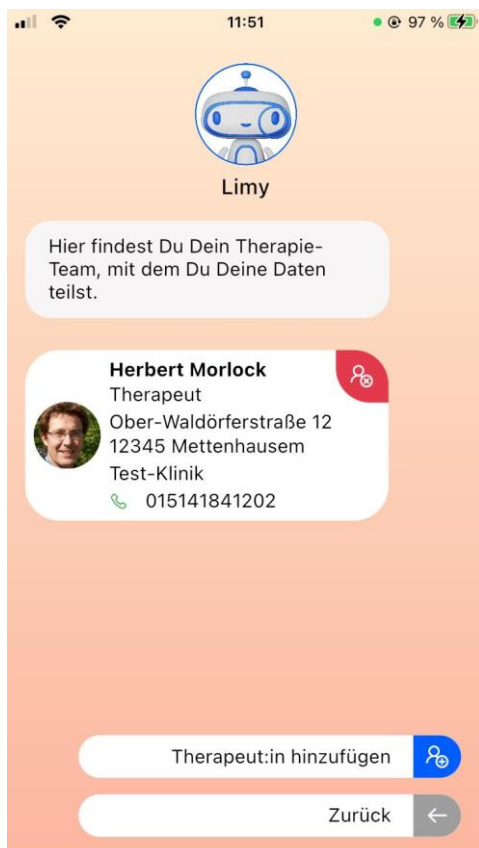 11:51
97 %
Limy
Hier findest Du Dein Therapie-
Team, mit dem Du Deine Daten
teilst.
Herbert Morlock
Therapeut
Ober-Waldörferstraße 12
12345 Mettenhausem
Test-Klinik
015141841202
Therapeut:in hinzufügen
Zurück